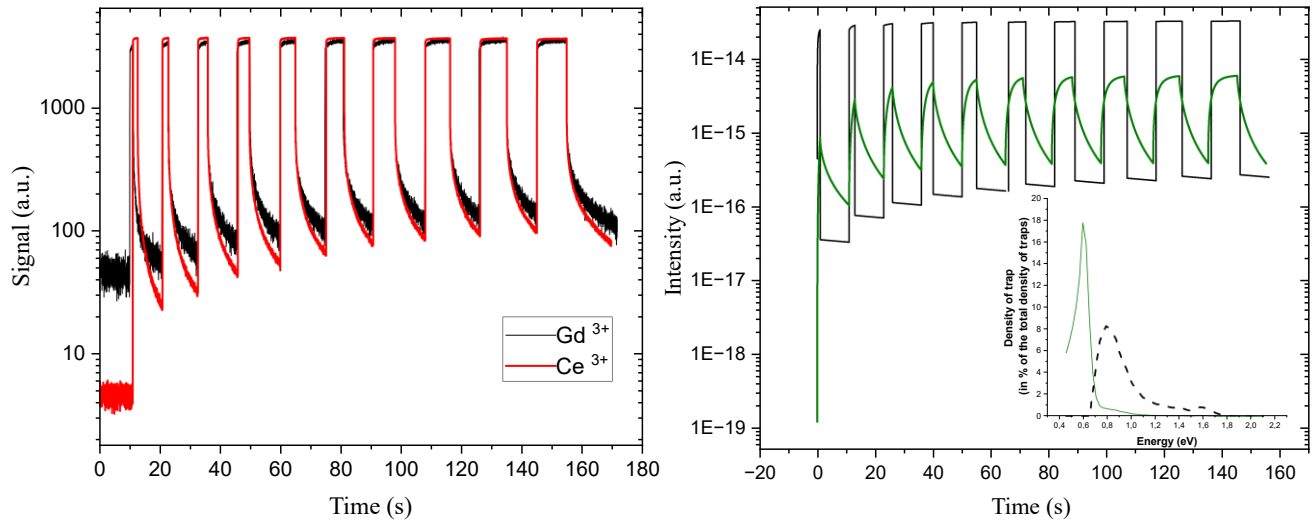 1000
100
10
Signal (a.u.)
0 20 40 60 80 100 120 140 160 180
Time (s)
Gd 3+
Ce 3+
1E−14
1E−15
1E−16
1E−17
1E−18
1E−19
Intensity (a.u.)
−20 0 20 40 60 80 100 120 140 160
Time (s)
20
18
16
14
12
10
8
6
4
2
0
Density of trap
(in % of the total density of traps)
0,4 0,6 0,8 1,0 1,2 1,4 1,6 1,8 2,0 2,2
Energy (eV)